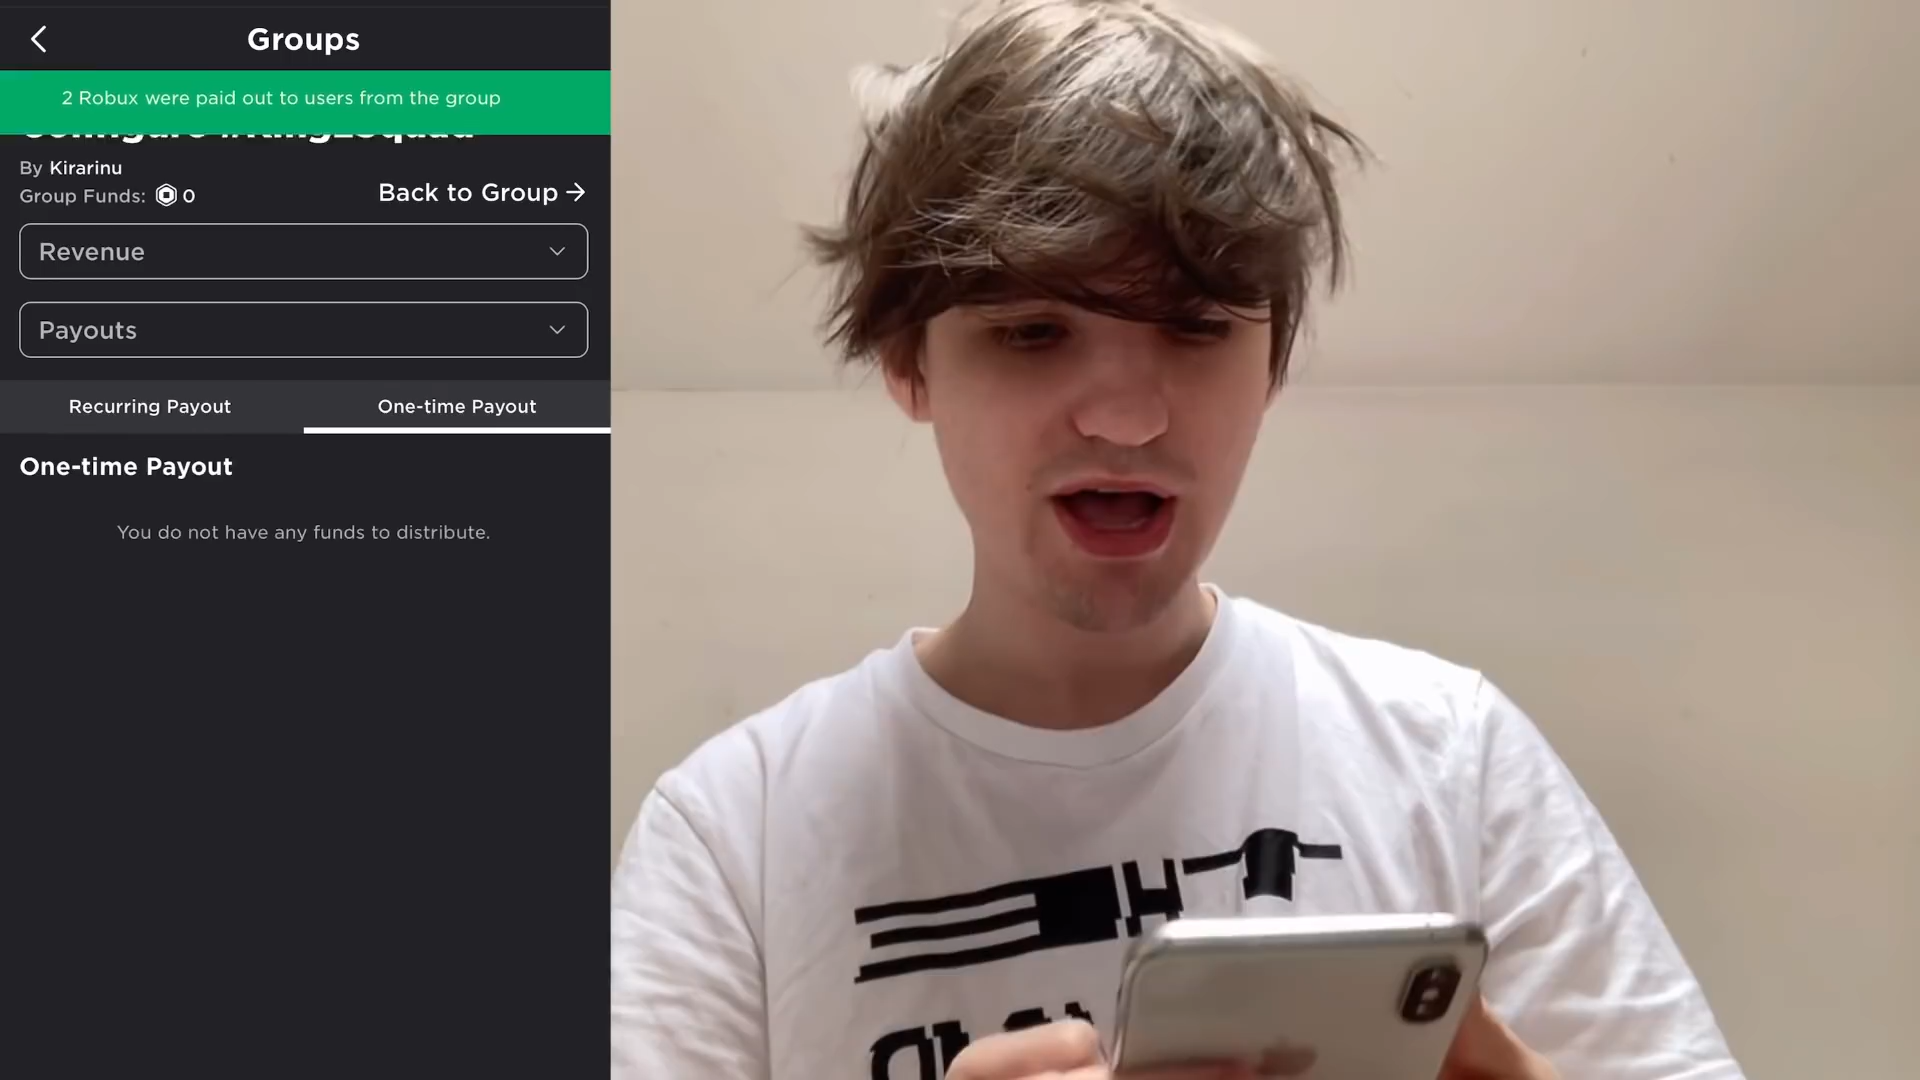 Groups
2 Robux were paid out to users from the group
By Kirarinu
Group Funds: 0
Back to Group
Revenue
Payouts
Recurring Payout
One-time Payout
One-time Payout
You do not have any funds to distribute.